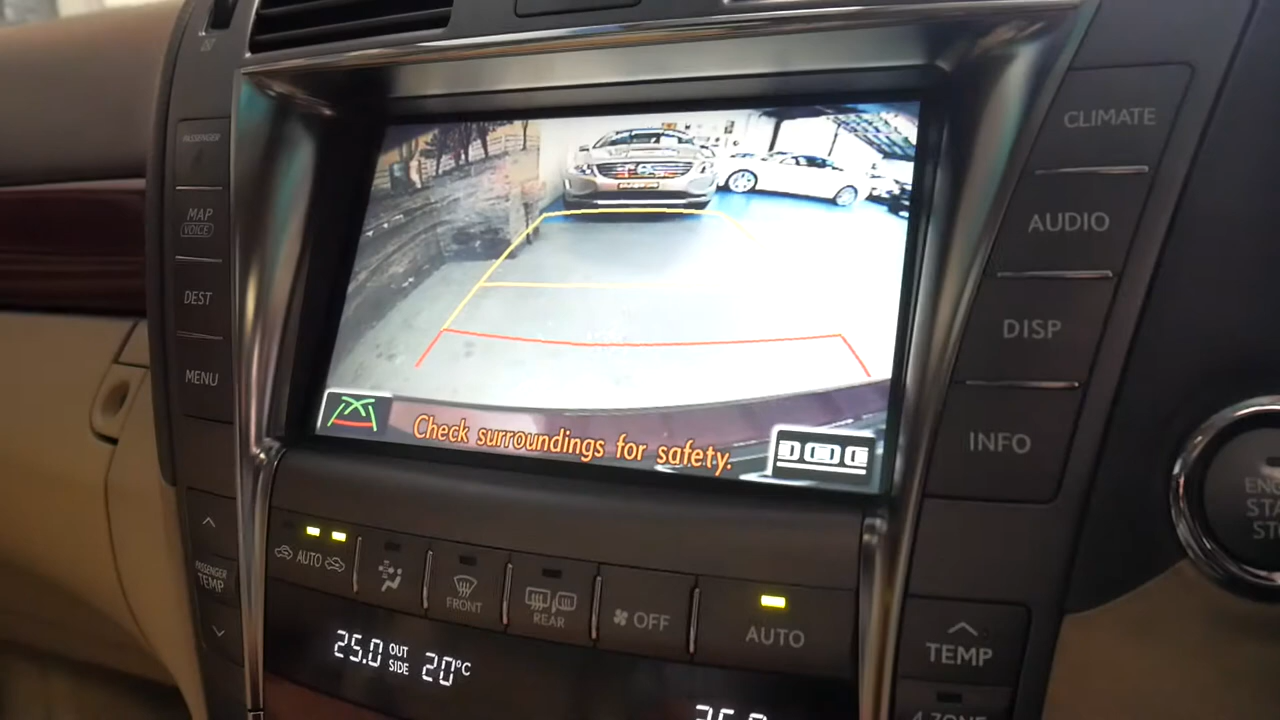 PASSENGER
MAP
VOICE
DEST
MENU
CLIMATE
AUDIO
DISP
INFO
Check surroundings for safety.
PASSENGER
TEMP
AUTO
FRONT
REAR
OFF
AUTO
TEMP
25.0 OUT SIDE 20°C